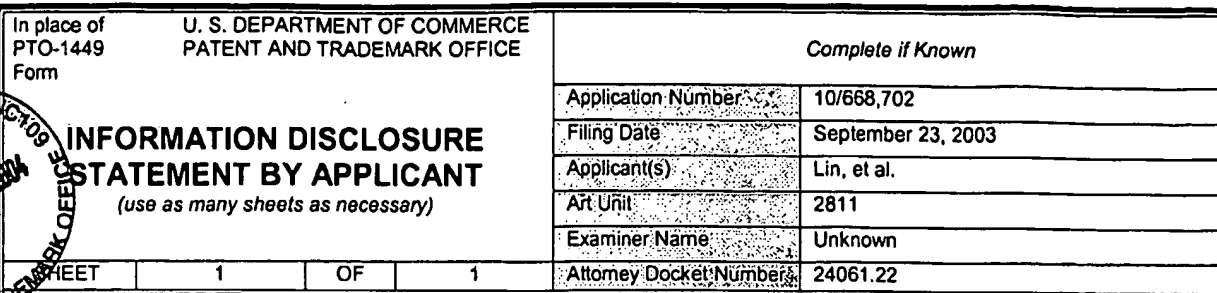 In place of U. S. DEPARTMENT OF COMMERCE
PTO-1449 PATENT AND TRADEMARK OFFICE
Form
Complete if Known
INFORMATION DISCLOSURE
STATEMENT BY APPLICANT
(use as many sheets as necessary)
Application Number 10/668,702
Filing Date September 23, 2003
Applicant(s) Lin, et al.
Art Unit 2811
Examiner Name Unknown
SHEET 1 OF 1 Attorney Docket Number 24061.22